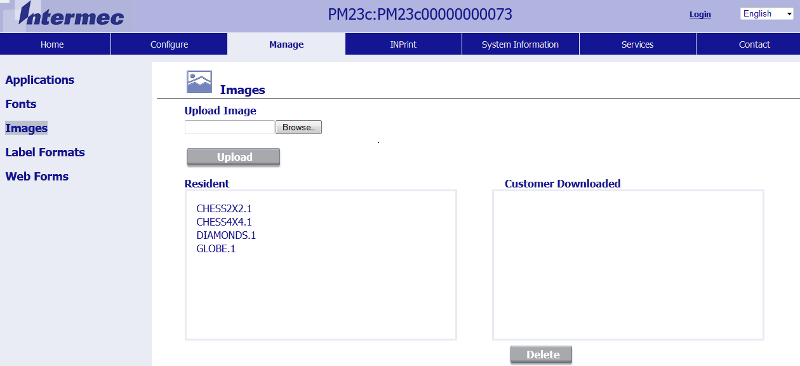 Intermec
PM23c:PM23c00000000073
Login
English
Home Configure Manage INPrint System Information Services Contact
Applications
Fonts
Images
Label Formats
Web Forms
Images
Upload Image
Browse..
Upload
Resident
CHESS2X2.1
CHESS4X4.1
DIAMONDS.1
GLOBE.1
Customer Downloaded
Delete